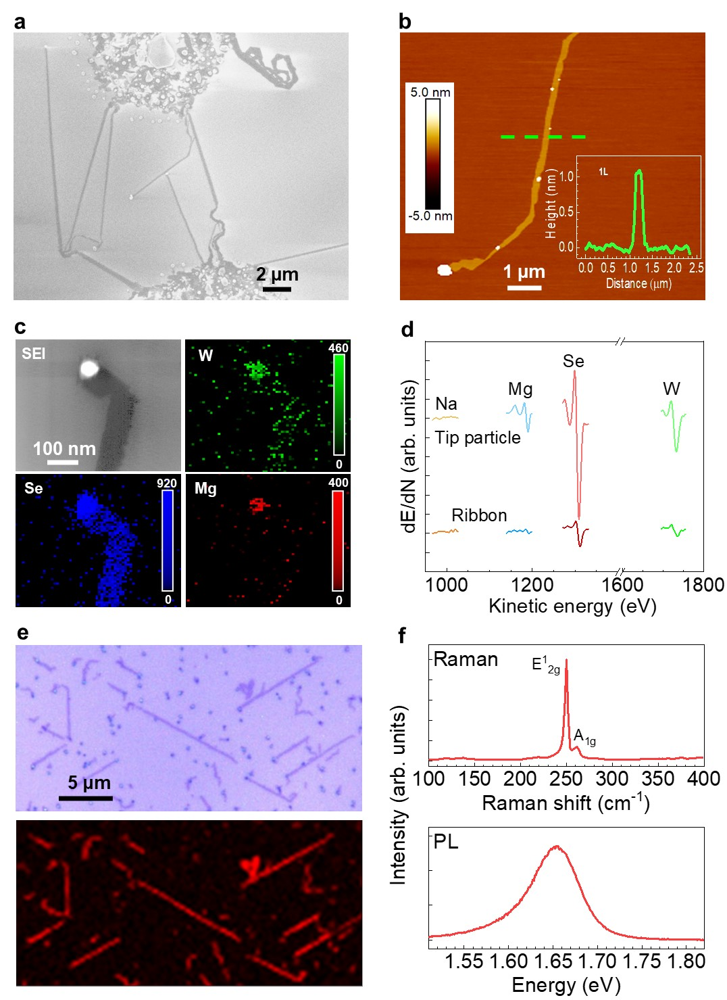 a
2 μm
b
5.0 nm
-5.0 nm
1 μm
1L
Height (nm)
1.0
0.5
0.0
0.0 0.5 1.0 1.5 2.0 2.5
Distance (μm)
c
SEI
100 nm
W
460
0
Se
920
0
Mg
400
0
d
Se
Mg
W
Na
Tip particle
Ribbon
dE/dN (arb. units)
1000 1200 1600 1800
Kinetic energy (eV)
e
5 μm
f
Raman
E¹₂g
A₁g
100 150 200 250 300 350 400
Raman shift (cm⁻¹)
Intensity (arb. units)
PL
1.55 1.60 1.65 1.70 1.75 1.80
Energy (eV)